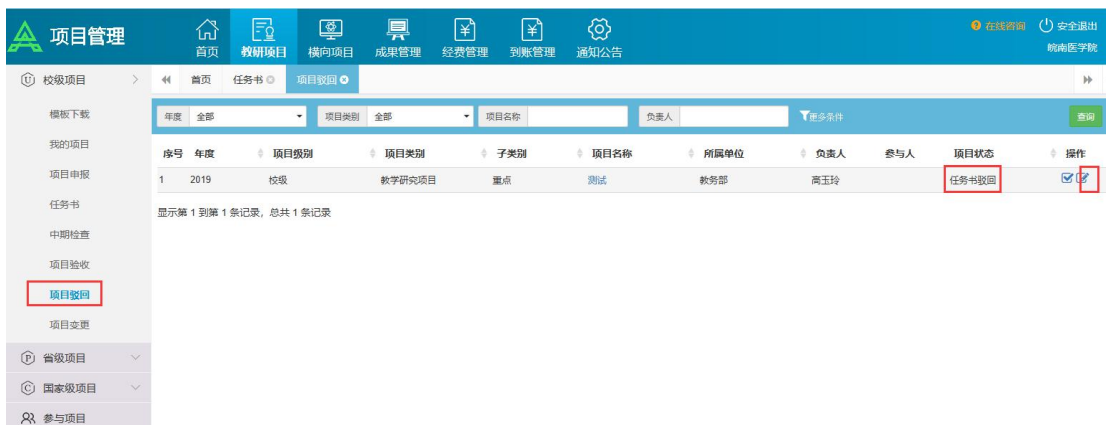 项目管理
首页
教研项目
横向项目
成果管理
经费管理
到账管理
通知公告
在线咨询
安全退出
皖南医学院
校级项目
首页
任务书
项目驳回
模板下载
我的项目
项目申报
任务书
中期检查
项目验收
项目驳回
项目变更
省级项目
国家级项目
参与项目
年度 全部 项目类别 全部 项目名称 负责人 更多条件 查询
序号 年度 项目级别 项目类别 子类别 项目名称 所属单位 负责人 参与人 项目状态 操作
1 2019 校级 教学研究项目 重点 测试 教务部 高玉玲 任务书驳回
显示第 1 到第 1 条记录，总共 1 条记录